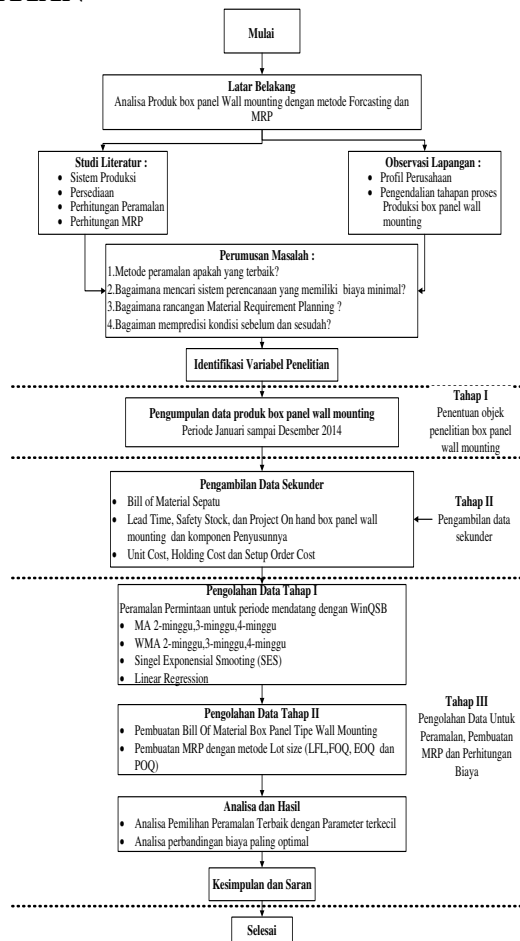 Mulai
Latar Belakang
Analisa Produk box panel Wall mounting dengan metode Forcasting dan
MRP
Studi Literatur :
• Sistem Produksi
• Persediaan
• Perhitungan Peramalan
• Perhitungan MRP
Observasi Lapangan :
• Profil Perusahaan
• Pengendalian tahapan proses
Produksi box panel wall
mounting
Perumusan Masalah :
1.Metode peramalan apakah yang terbaik?
2.Bagaimana mencari sistem perencanaan yang memiliki biaya minimal?
3.Bagaimana rancangan Material Requirement Planning ?
4.Bagaiman mempredisi kondisi sebelum dan sesudah?
Identifikasi Variabel Penelitian
Tahap I
Penentuan objek
penelitian box panel
wall mounting
Pengumpulan data produk box panel wall mounting
Periode Januari sampai Desember 2014
Pengambilan Data Sekunder
• Bill of Material Sepatu
• Lead Time, Safety Stock, dan Project On hand box panel wall
mounting dan komponen Penyusunnya
• Unit Cost, Holding Cost dan Setup Order Cost
Tahap II
Pengambilan data
sekunder
Pengolahan Data Tahap I
Peramalan Permintaan untuk periode mendatang dengan WinQSB
• MA 2-minggu,3-minggu,4-minggu
• WMA 2-minggu,3-minggu,4-minggu
• Singel Exponensial Smooting (SES)
• Linear Regression
Pengolahan Data Tahap II
• Pembuatan Bill Of Material Box Panel Tipe Wall Mounting
• Pembuatan MRP dengan metode Lot size (LFL,FOQ, EOQ dan
POQ)
Tahap III
Pengolahan Data Untuk
Peramalan, Pembuatan
MRP dan Perhitungan
Biaya
Analisa dan Hasil
• Analisa Pemilihan Peramalan Terbaik dengan Parameter terkecil
• Analisa perbandingan biaya paling optimal
Kesimpulan dan Saran
Selesai